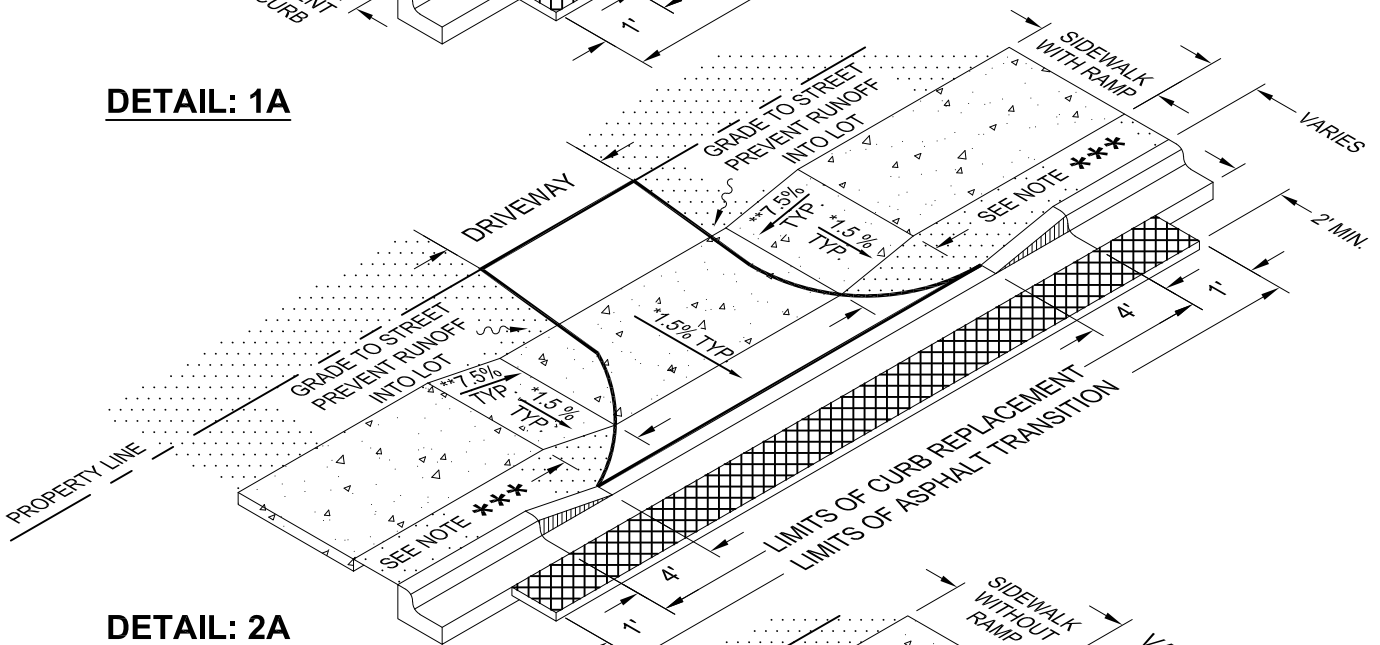 CURB
1'
DETAIL: 1A
SIDEWALK
WITH RAMP
VARIES
GRADE TO STREET
PREVENT RUNOFF
INTO LOT
DRIVEWAY
SEE NOTE ***
**7.5%
TYP
*1.5%
TYP.
2' MIN.
1'
4'
*1.5% TYP
GRADE TO STREET
PREVENT RUNOFF
INTO LOT
**7.5%
TYP
*1.5%
TYP
PROPERTY LINE
SEE NOTE ***
LIMITS OF CURB REPLACEMENT
LIMITS OF ASPHALT TRANSITION
4'
1'
DETAIL: 2A
SIDEWALK
WITHOUT
RAMP